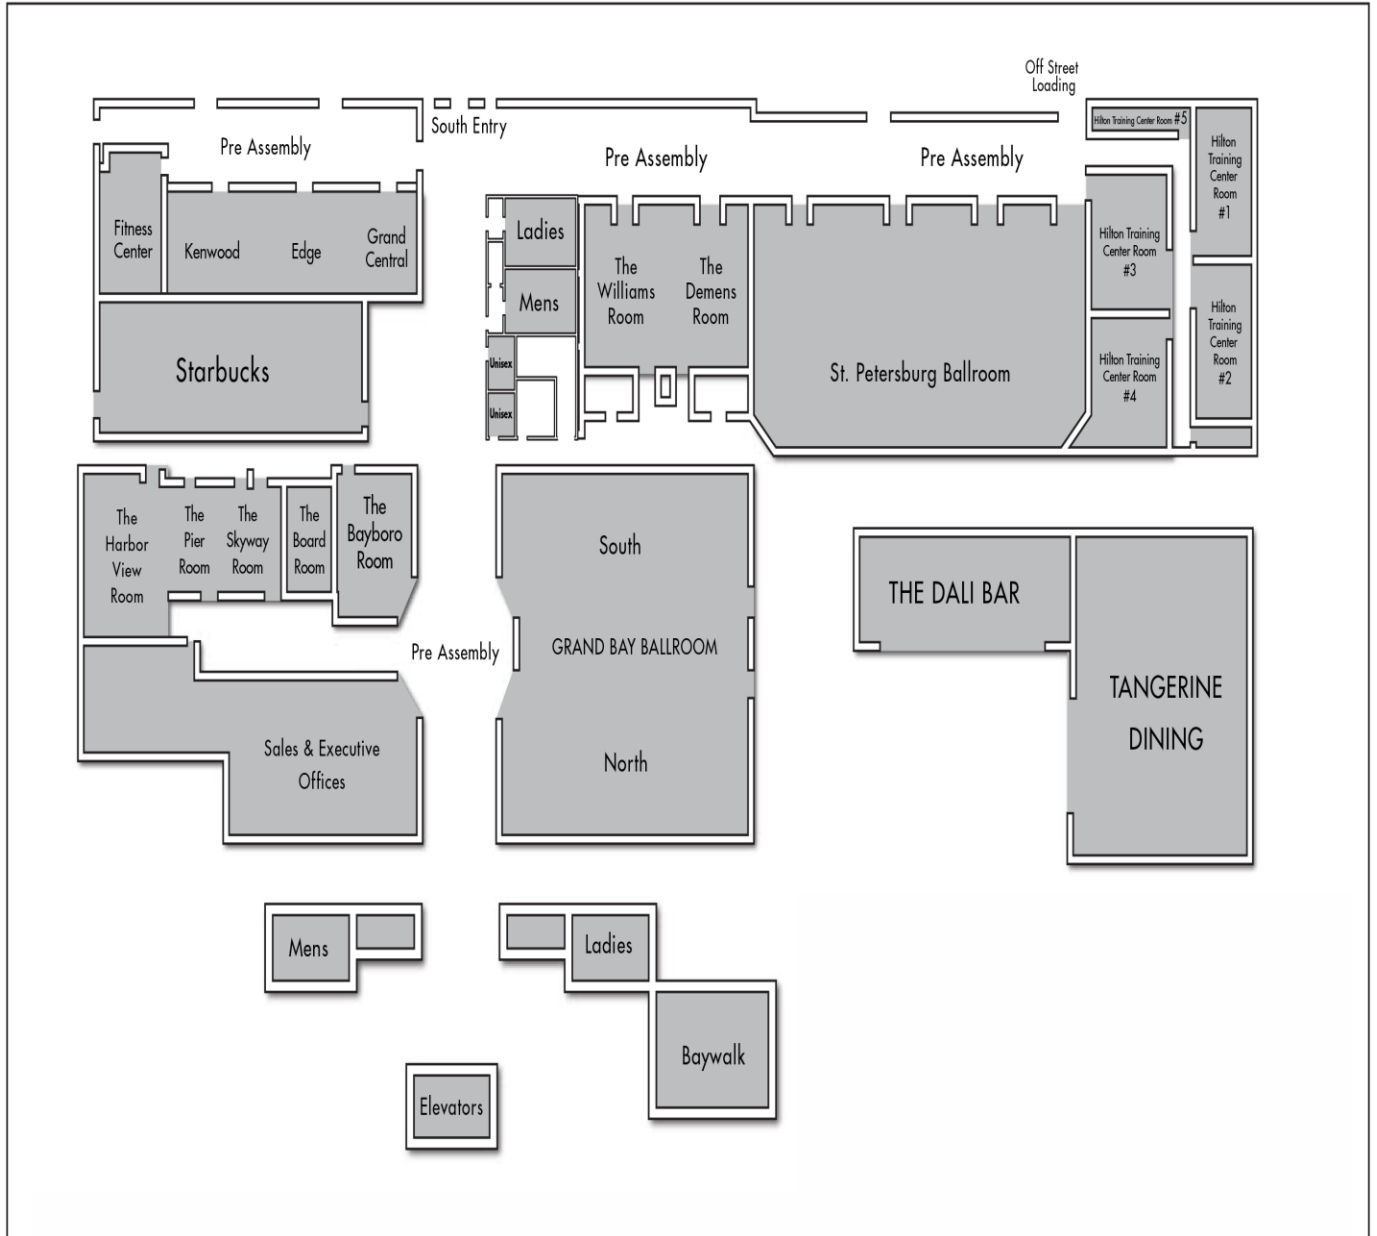 Off Street
Loading
South Entry
Pre Assembly
Pre Assembly
Pre Assembly
Hilton Training Center Room #5
Hilton
Training
Center
Room
#1
Fitness
Center
Kenwood
Edge
Grand
Central
Ladies
Mens
Unisex
Unisex
The
Williams
Room
The
Demens
Room
St. Petersburg Ballroom
Hilton Training
Center Room
#3
Hilton Training
Center Room
#4
Hilton
Training
Center
Room
#2
Starbucks
The
Harbor
View
Room
The
Pier
Room
The
Skyway
Room
The
Board
Room
The
Bayboro
Room
Pre Assembly
South
GRAND BAY BALLROOM
North
THE DALI BAR
TANGERINE
DINING
Sales & Executive
Offices
Mens
Ladies
Baywalk
Elevators